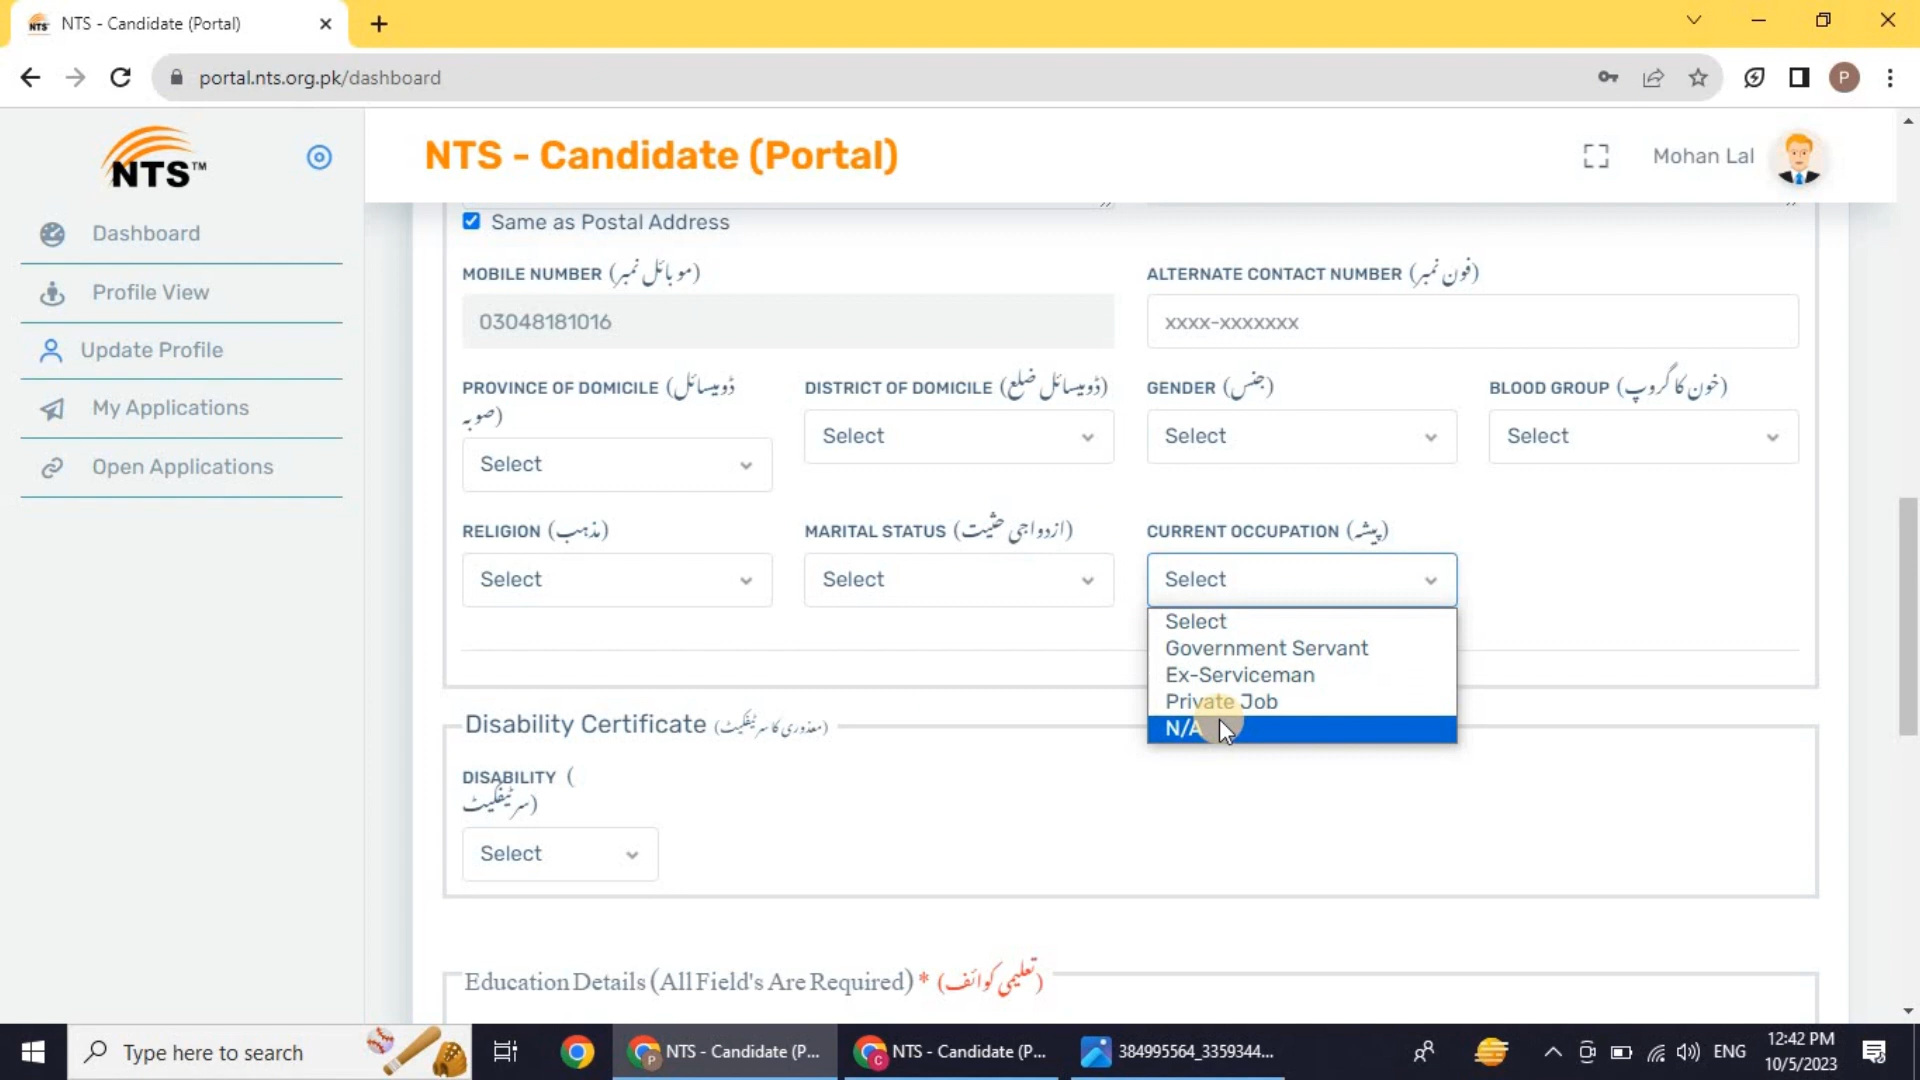 NTS - Candidate (Portal)
portal.nts.org.pk/dashboard
P
NTS™
NTS - Candidate (Portal)
Mohan Lal
Dashboard
Profile View
Update Profile
My Applications
Open Applications
Same as Postal Address
MOBILE NUMBER (موبائل نمبر)
ALTERNATE CONTACT NUMBER (فون نمبر)
03048181016
xxxx-xxxxxxx
PROVINCE OF DOMICILE (ڈومیسائل
صوبہ)
DISTRICT OF DOMICILE (ڈومیسائل ضلع)
GENDER (جنس)
BLOOD GROUP (خون کا گروپ)
Select
Select
Select
Select
RELIGION (مذہب)
MARITAL STATUS (ازدواجی حثیت)
CURRENT OCCUPATION (پیشہ)
Select
Select
Select
Select
Government Servant
Ex-Serviceman
Private Job
N/A
Disability Certificate (معذوری کا سرٹیفکیٹ)
DISABILITY (
سرٹیفکیٹ)
Select
Education Details (All Field's Are Required) * (تعلیمی کوائف)
Type here to search
NTS - Candidate (P...
NTS - Candidate (P...
384995564_3359344...
ENG
12:42 PM
10/5/2023